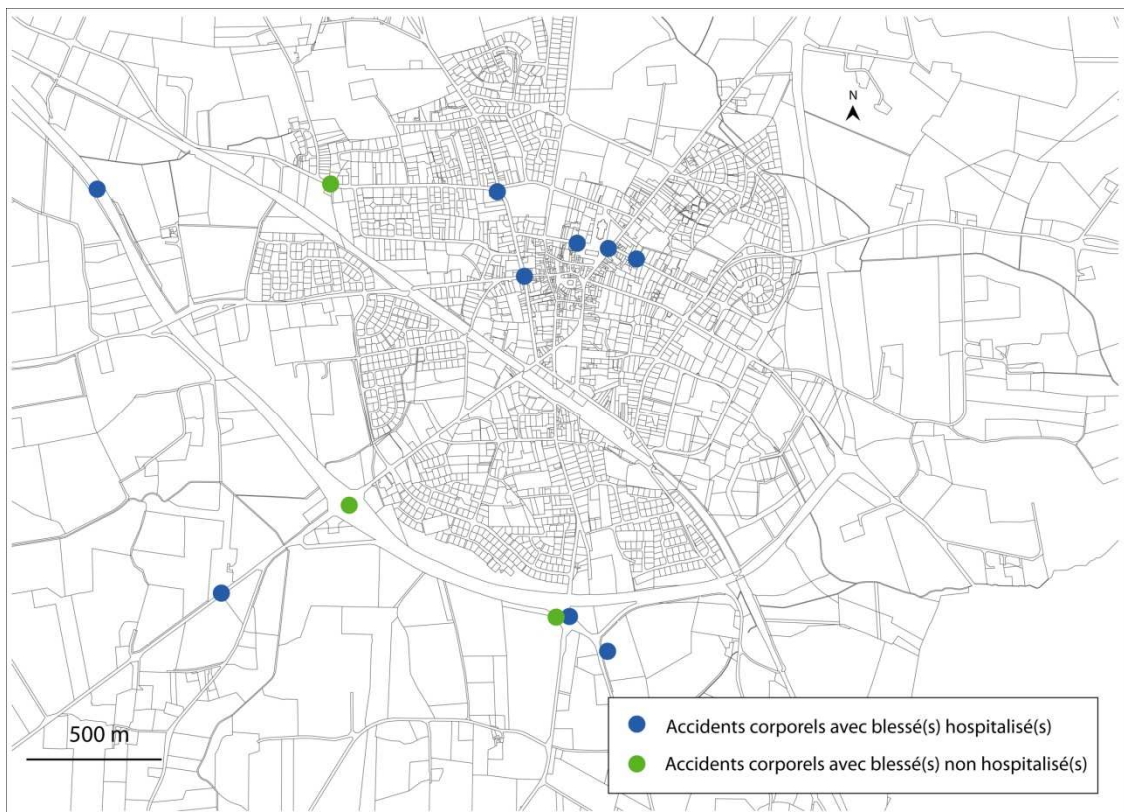 N
500 m
Accidents corporels avec blessé(s) hospitalisé(s)
Accidents corporels avec blessé(s) non hospitalisé(s)